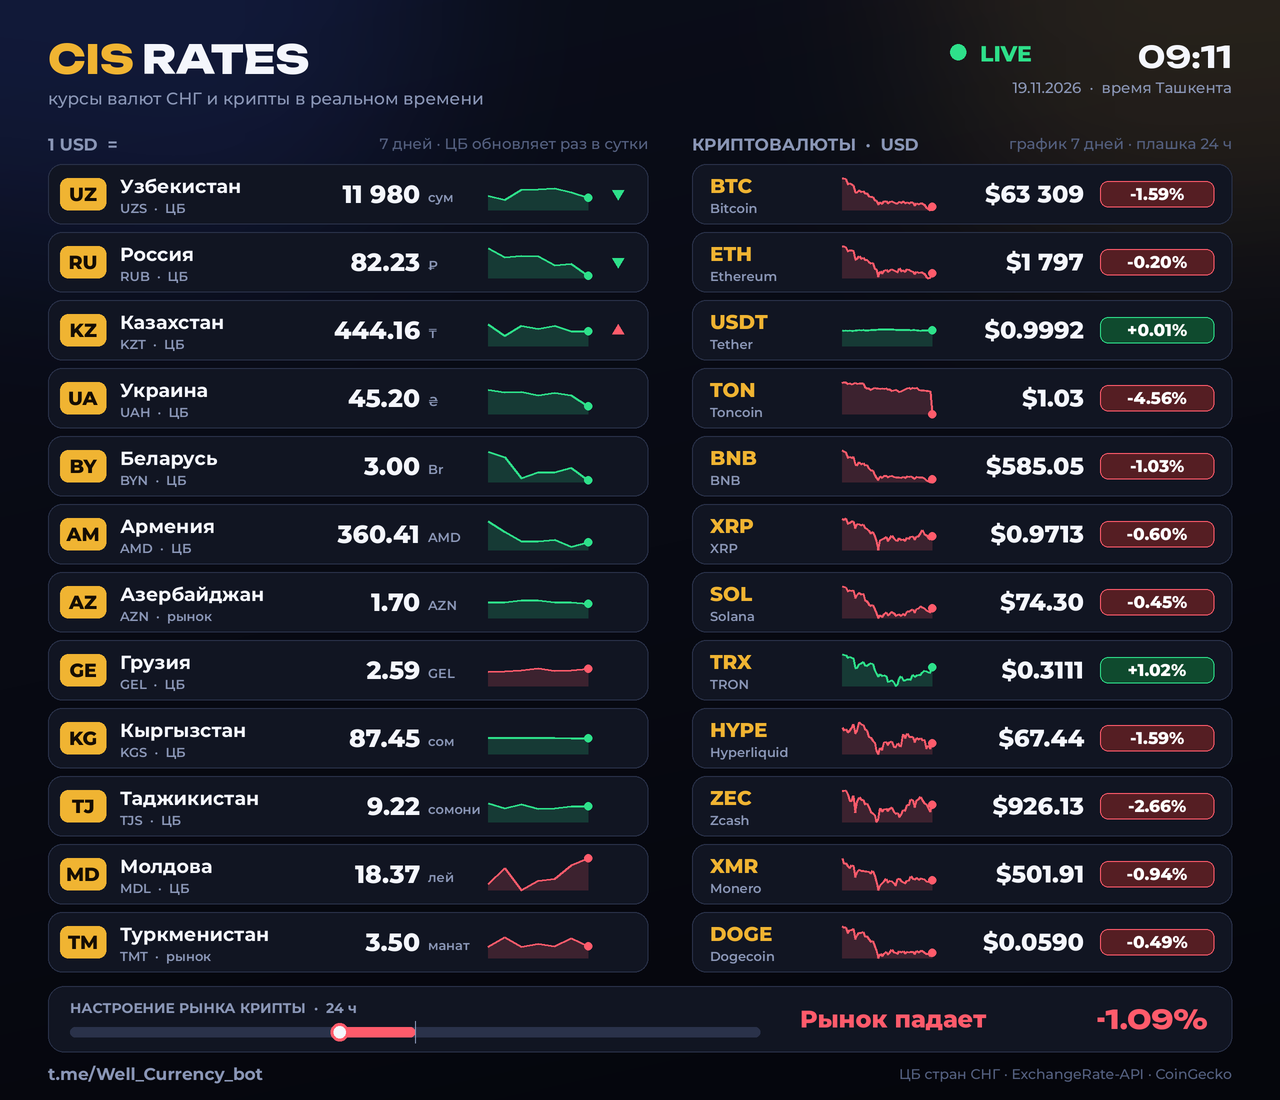 CIS RATES
курсы валют СНГ и крипты в реальном времени
LIVE
09:11
19.11.2026 · время Ташкента
1 USD =
7 дней · ЦБ обновляет раз в сутки
UZ Узбекистан 11 980 сум
UZS · ЦБ
RU Россия 82.23 ₽
RUB · ЦБ
KZ Казахстан 444.16 ₸
KZT · ЦБ
UA Украина 45.20 ₴
UAH · ЦБ
BY Беларусь 3.00 Br
BYN · ЦБ
AM Армения 360.41 AMD
AMD · ЦБ
AZ Азербайджан 1.70 AZN
AZN · рынок
GE Грузия 2.59 GEL
GEL · ЦБ
KG Кыргызстан 87.45 сом
KGS · ЦБ
TJ Таджикистан 9.22 сомони
TJS · ЦБ
MD Молдова 18.37 лей
MDL · ЦБ
TM Туркменистан 3.50 манат
TMT · рынок
КРИПТОВАЛЮТЫ · USD
график 7 дней · плашка 24 ч
BTC $63 309 -1.59%
Bitcoin
ETH $1 797 -0.20%
Ethereum
USDT $0.9992 +0.01%
Tether
TON $1.03 -4.56%
Toncoin
BNB $585.05 -1.03%
BNB
XRP $0.9713 -0.60%
XRP
SOL $74.30 -0.45%
Solana
TRX $0.3111 +1.02%
TRON
HYPE $67.44 -1.59%
Hyperliquid
ZEC $926.13 -2.66%
Zcash
XMR $501.91 -0.94%
Monero
DOGE $0.0590 -0.49%
Dogecoin
НАСТРОЕНИЕ РЫНКА КРИПТЫ · 24 ч
Рынок падает
-1.09%
t.me/Well_Currency_bot
ЦБ стран СНГ · ExchangeRate-API · CoinGecko